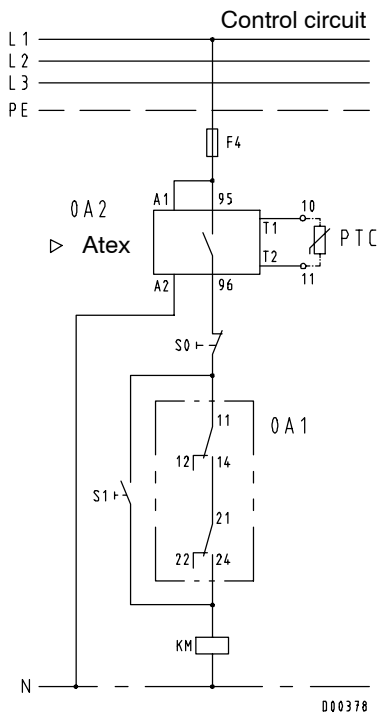 Control circuit
L1
L2
L3
PE
F4
A1 95
0A2
T1 10
▷ Atex
PTC
T2
A2 96 11
S0
11
0A1
12 14
S1
21
22 24
KM
N
D00378